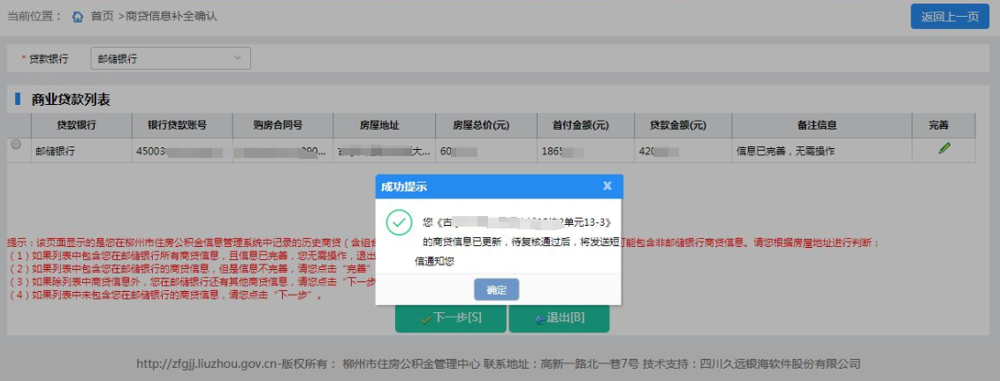 当前位置： 首页 >商贷信息补全确认
返回上一页
* 贷款银行 邮储银行
商业贷款列表
贷款银行 银行贷款账号 购房合同号 房屋地址 房屋总价(元) 首付金额(元) 贷款金额(元) 备注信息 完善
邮储银行 45003 090... 大... 60 1865 420 信息已完善，无需操作
成功提示 X
您《古 2单元13-3》
的商贷信息已更新，待复核通过后，将发送短
信通知您
确定
提示：该页面显示的是您在柳州市住房公积金信息管理系统中记录的历史商贷（含组合 可能包含非邮储银行商贷信息。请您根据房屋地址进行判断：
（1）如果列表中包含您在邮储银行所有商贷信息，且信息已完善，您无需操作，退出
（2）如果列表中包含您在邮储银行的商贷信息，但是信息不完善，请您点击“完善”
（3）如果除列表中商贷信息外，您在邮储银行还有其他商贷信息，请您点击“下一步
（4）如果列表中未包含您在邮储银行的商贷信息，请您点击“下一步”。
下一步[S] 退出[B]
http://zfgjj.liuzhou.gov.cn-版权所有： 柳州市住房公积金管理中心 联系地址：高新一路北一巷7号 技术支持：四川久远银海软件股份有限公司